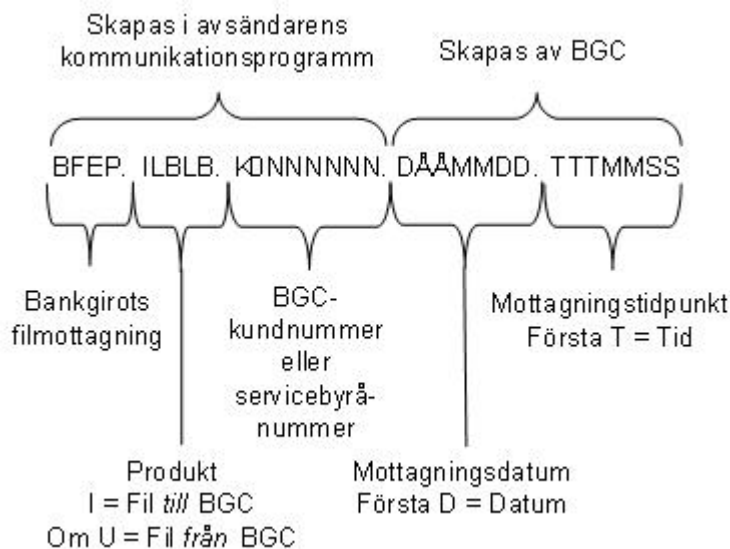 Skapas i avsändarens
kommunikationsprogramm
Skapas av BGC
BFEP. ILBLB. K0NNNNNN. DÅÅMMDD. TTTMMSS
Bankgirots
filmottagning
BGC-
kundnummer
eller
servicebyrå-
nummer
Mottagningstidpunkt
Första T = Tid
Produkt
I = Fil till BGC
Om U = Fil från BGC
Mottagningsdatum
Första D = Datum